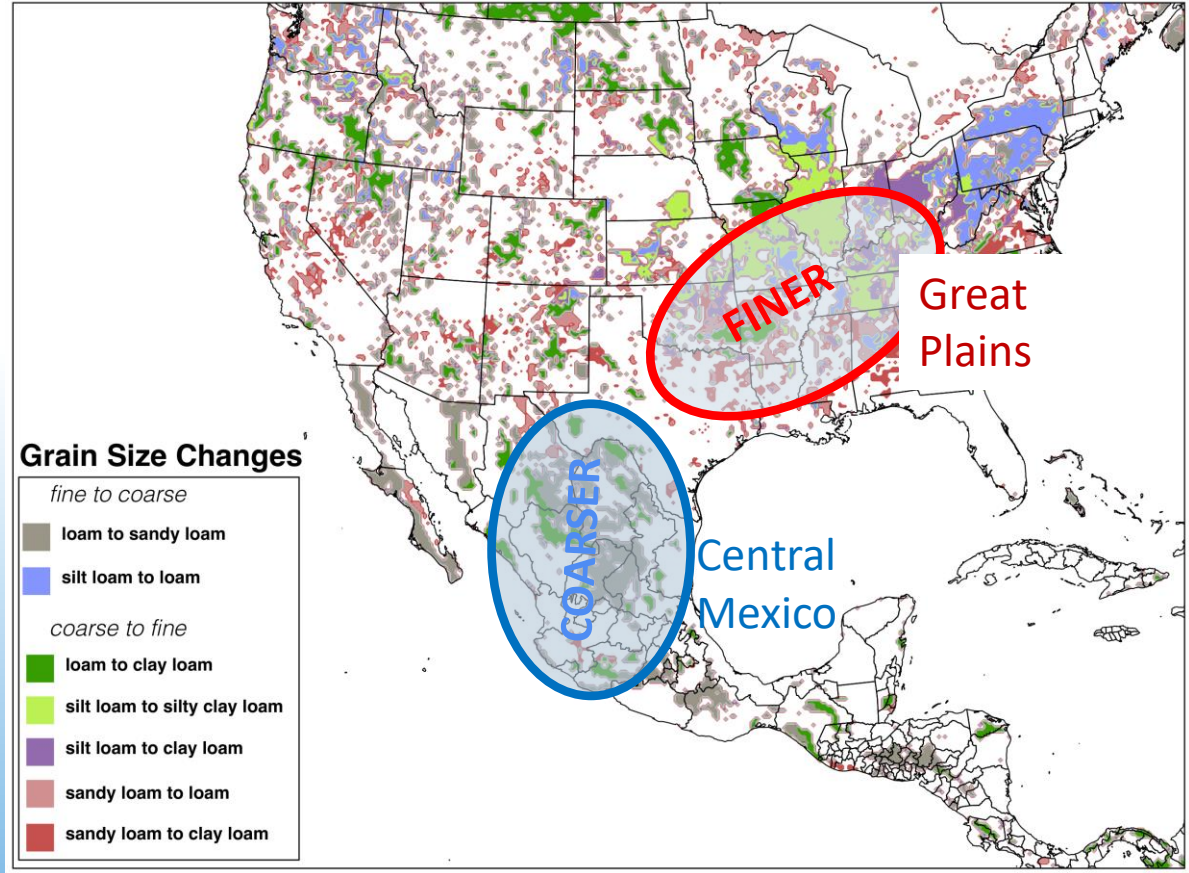 FINER
Great
Plains
COARSER
Central
Mexico
Grain Size Changes
fine to coarse
loam to sandy loam
silt loam to loam
coarse to fine
loam to clay loam
silt loam to silty clay loam
silt loam to clay loam
sandy loam to loam
sandy loam to clay loam